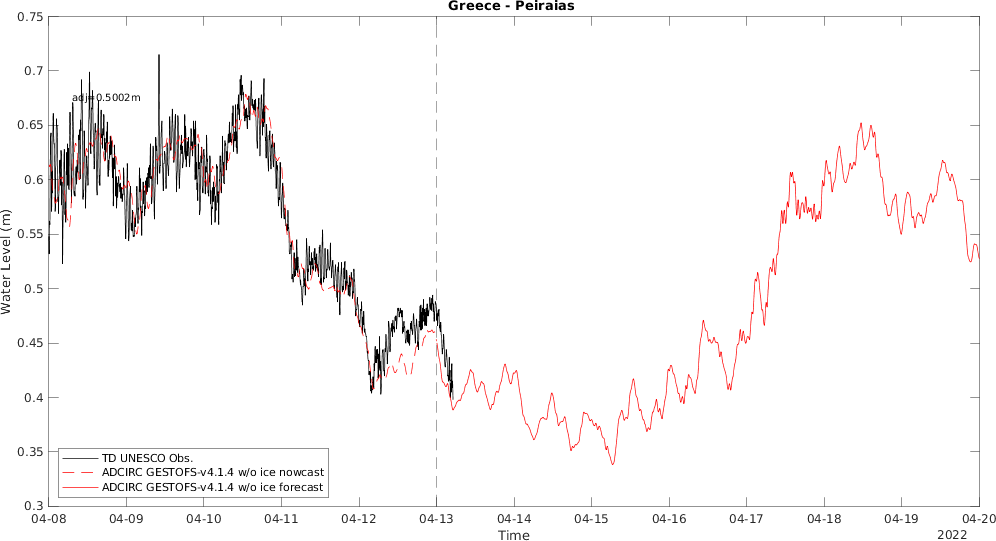 Greece - Peiraias
0.75
0.7
0.65
0.6
0.55
0.5
0.45
0.4
0.35
0.3
Water Level (m)
adj=0.5002m
TD UNESCO Obs.
ADCIRC GESTOFS-v4.1.4 w/o ice nowcast
ADCIRC GESTOFS-v4.1.4 w/o ice forecast
04-08 04-09 04-10 04-11 04-12 04-13 04-14 04-15 04-16 04-17 04-18 04-19 04-20
Time
2022